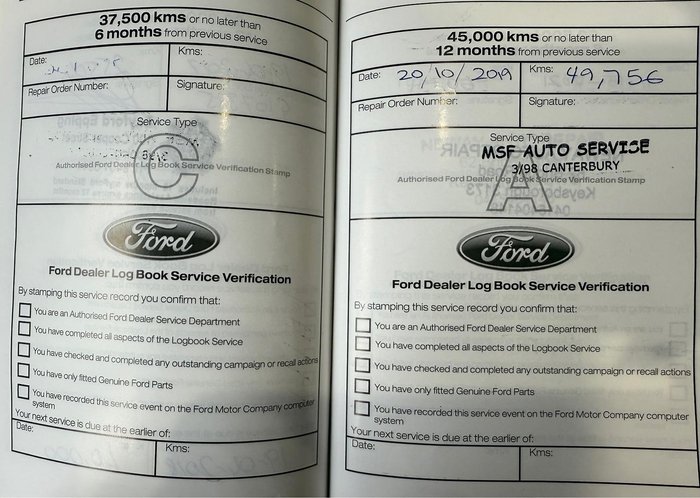 37,500 kms or no later than
6 months from previous service
Date:
Kms:
Repair Order Number:
Signature:
Service Type
C
Authorised Ford Dealer Log Book Service Verification Stamp
Ford
Ford Dealer Log Book Service Verification
By stamping this service record you confirm that:
You are an Authorised Ford Dealer Service Department
You have completed all aspects of the Logbook Service
You have checked and completed any outstanding campaign or recall actions
You have only fitted Genuine Ford Parts
You have recorded this service event on the Ford Motor Company computer
system
Your next service is due at the earlier of:
Date:
Kms:
45,000 kms or no later than
12 months from previous service
Date: 20/10/2019
Kms: 49,756
Repair Order Number:
Signature:
Service Type
MSF AUTO SERVICE
3/98 CANTERBURY
A
Authorised Ford Dealer Log Book Service Verification Stamp
Ford
Ford Dealer Log Book Service Verification
By stamping this service record you confirm that:
You are an Authorised Ford Dealer Service Department
You have completed all aspects of the Logbook Service
You have checked and completed any outstanding campaign or recall actions
You have only fitted Genuine Ford Parts
You have recorded this service event on the Ford Motor Company computer
system
Your next service is due at the earlier of:
Date:
Kms: